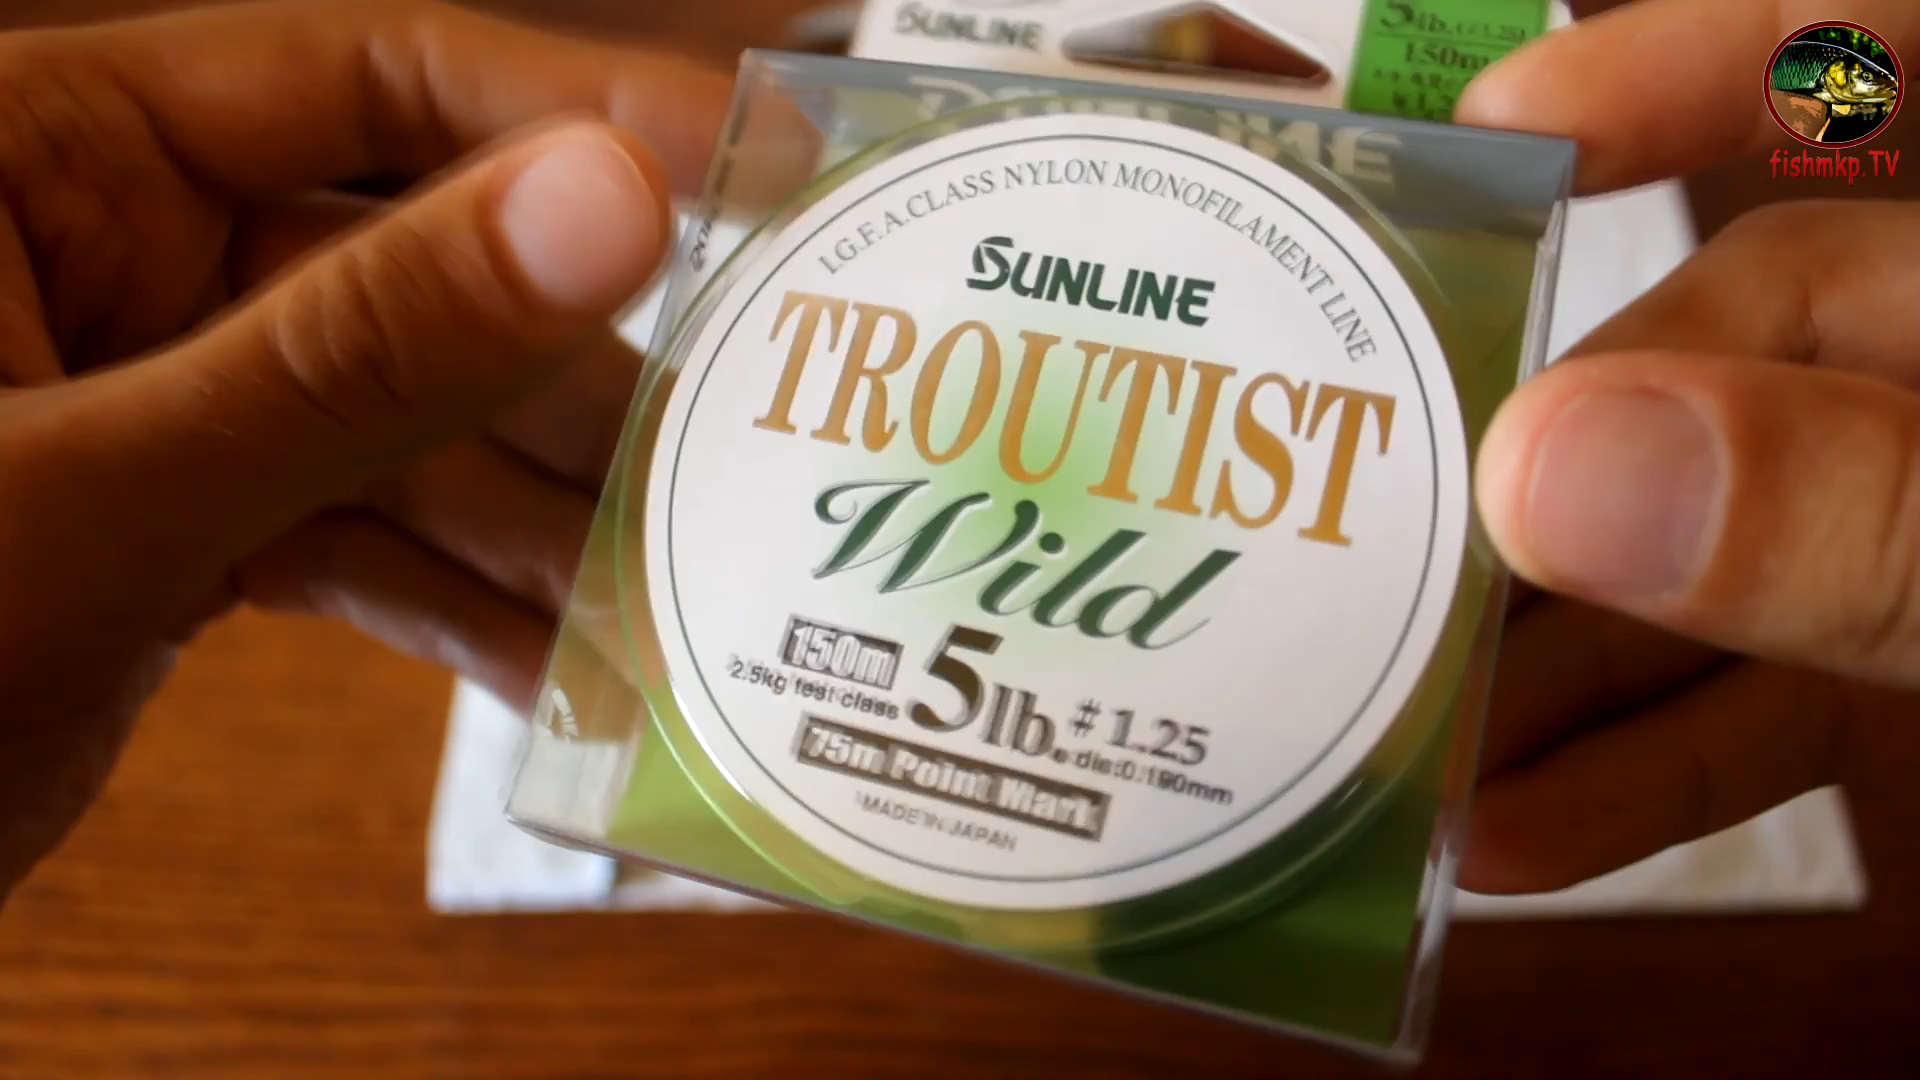 SUNLINE
5lb.
150m
fishmkp.TV
SUNLINE
I.G.F.A.CLASS NYLON MONOFILAMENT LINE
SUNLINE
TROUTIST
Wild
150m 5lb. #1.25
2.5kg test class dia:0.190mm
75m Point Mark
MADE IN JAPAN